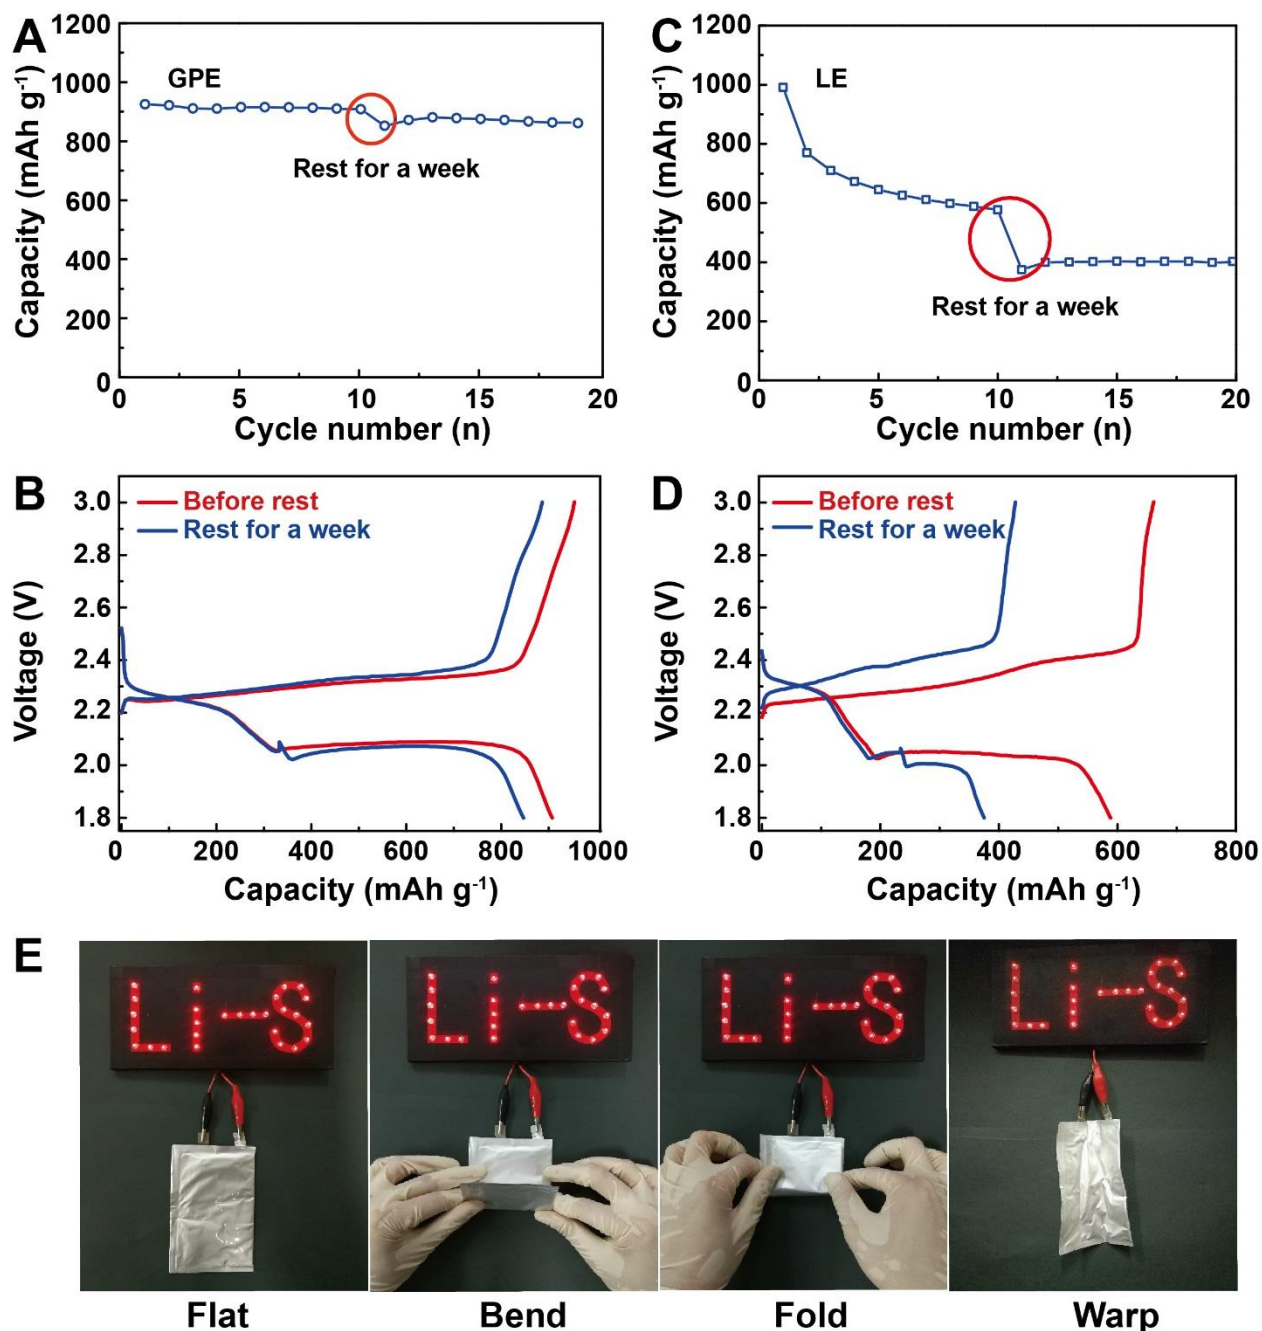 A
GPE
Rest for a week
Capacity (mAh g⁻¹)
1200
1000
800
600
400
200
0
0 5 10 15 20
Cycle number (n)
C
LE
Rest for a week
Capacity (mAh g⁻¹)
1200
1000
800
600
400
200
0
0 5 10 15 20
Cycle number (n)
B
Before rest
Rest for a week
Voltage (V)
3.0
2.8
2.6
2.4
2.2
2.0
1.8
0 200 400 600 800 1000
Capacity (mAh g⁻¹)
D
Before rest
Rest for a week
Voltage (V)
3.0
2.8
2.6
2.4
2.2
2.0
1.8
0 200 400 600 800
Capacity (mAh g⁻¹)
E
Li-S
Li-S
Li-S
Li-S
Flat
Bend
Fold
Warp